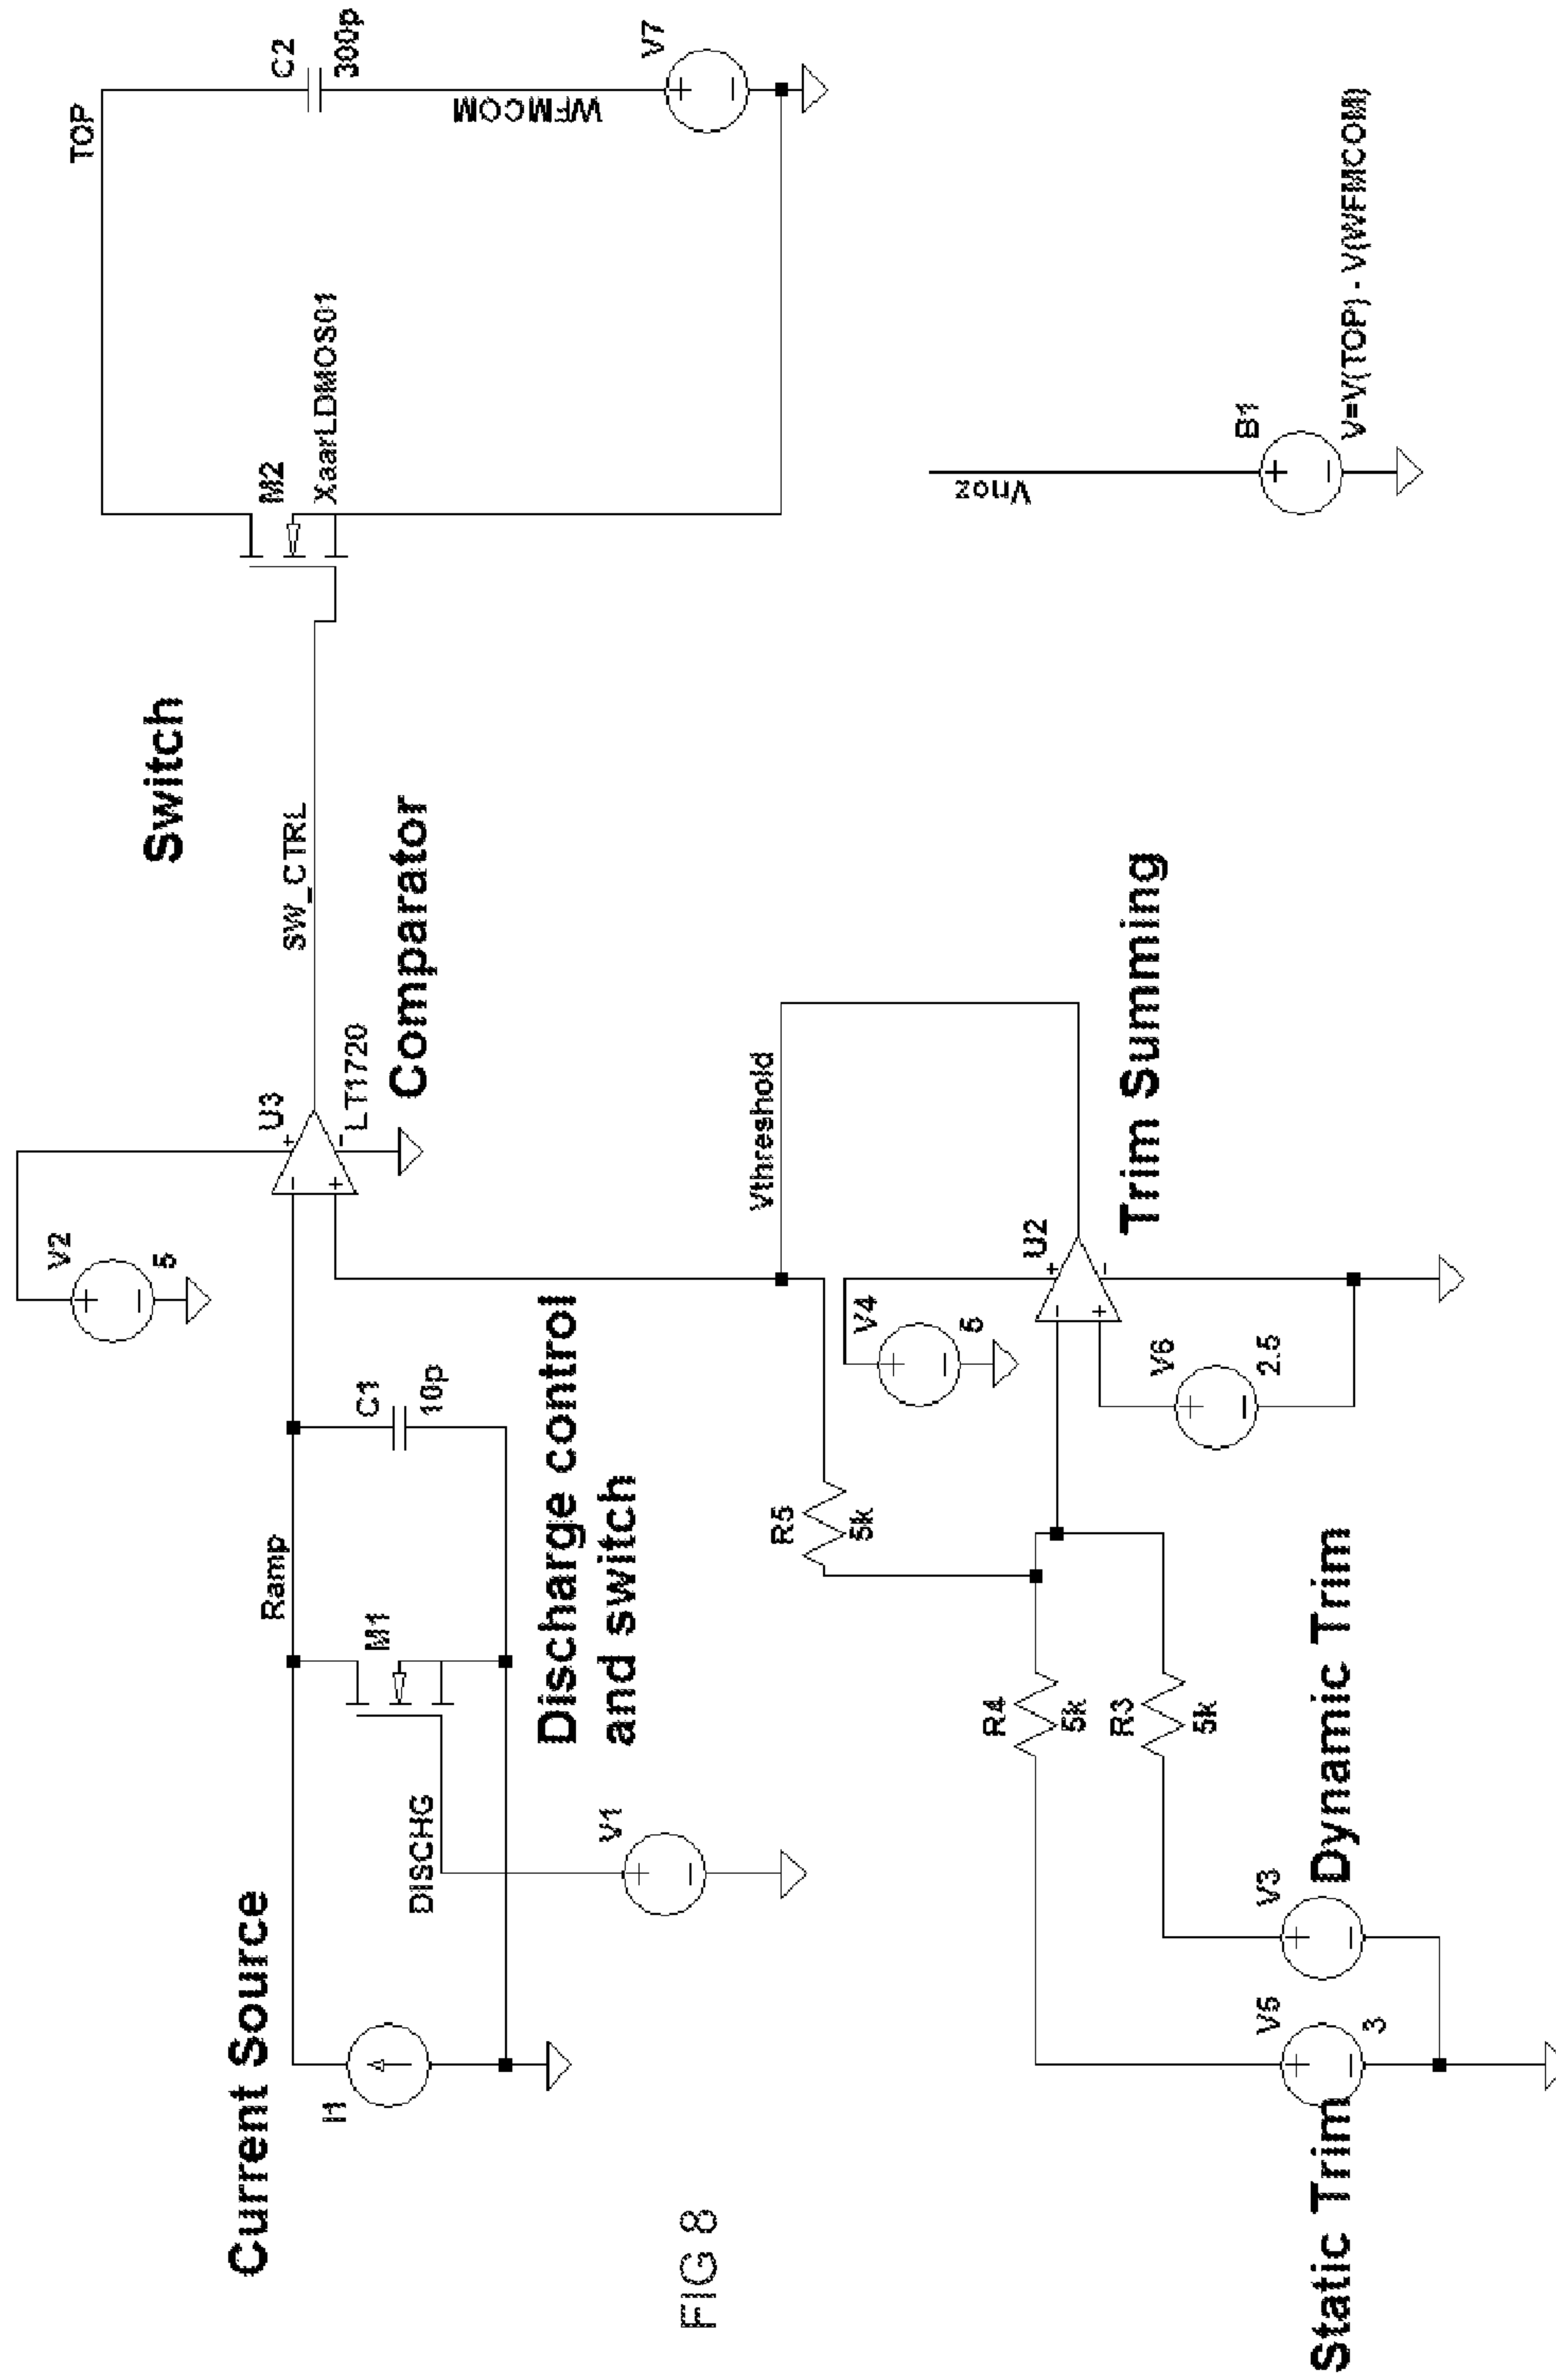 Current Source
I1
Ramp
M1
DISCHG
V1
Discharge control
and switch
C1
10p
V2
5
U3
LT1720
Comparator
SW_CTRL
Switch
M2
XaarLDMOS01
TOP
C2
300p
WFMCOM
V7
Vthreshold
R5
5k
V4
5
U2
V6
2.5
Trim Summing
R4
5k
R3
5k
V5
3
V3
Static Trim
Dynamic Trim
Vnoz
B1
V=V(TOP) - V(WFMCOM)
FIG 8